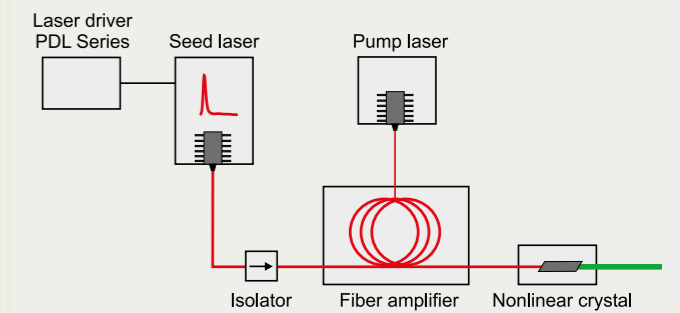 Laser driver
PDL Series
Seed laser
Pump laser
Isolator
Fiber amplifier
Nonlinear crystal